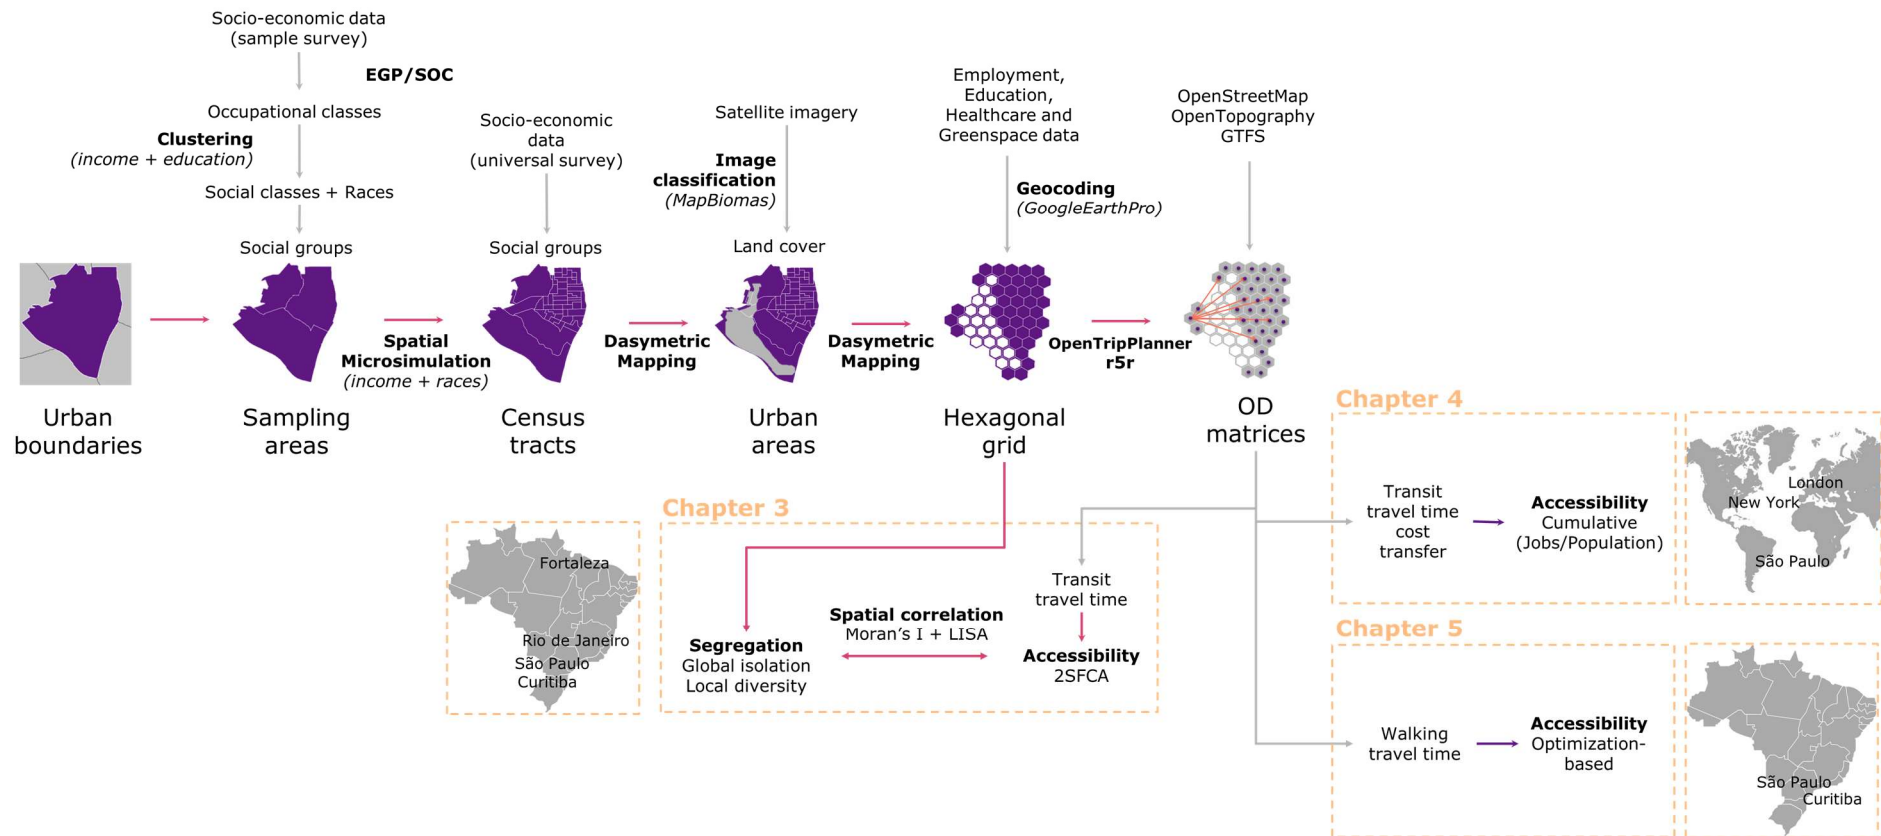 Socio-economic data
(sample survey)
EGP/SOC
Occupational classes
Clustering
(income + education)
Social classes + Races
Social groups
Socio-economic
data
(universal survey)
Social groups
Satellite imagery
Image
classification
(MapBiomas)
Land cover
Employment,
Education,
Healthcare and
Greenspace data
Geocoding
(GoogleEarthPro)
OpenStreetMap
OpenTopography
GTFS
Spatial
Microsimulation
(income + races)
Dasymetric
Mapping
Dasymetric
Mapping
OpenTripPlanner
r5r
Urban
boundaries
Sampling
areas
Census
tracts
Urban
areas
Hexagonal
grid
OD
matrices
Chapter 3
Fortaleza
Rio de Janeiro
São Paulo
Curitiba
Segregation
Global isolation
Local diversity
Spatial correlation
Moran's I + LISA
Transit
travel time
Accessibility
2SFCA
Chapter 4
Transit
travel time
cost
transfer
Accessibility
Cumulative
(Jobs/Population)
London
New York
São Paulo
Chapter 5
Walking
travel time
Accessibility
Optimization-
based
São Paulo
Curitiba